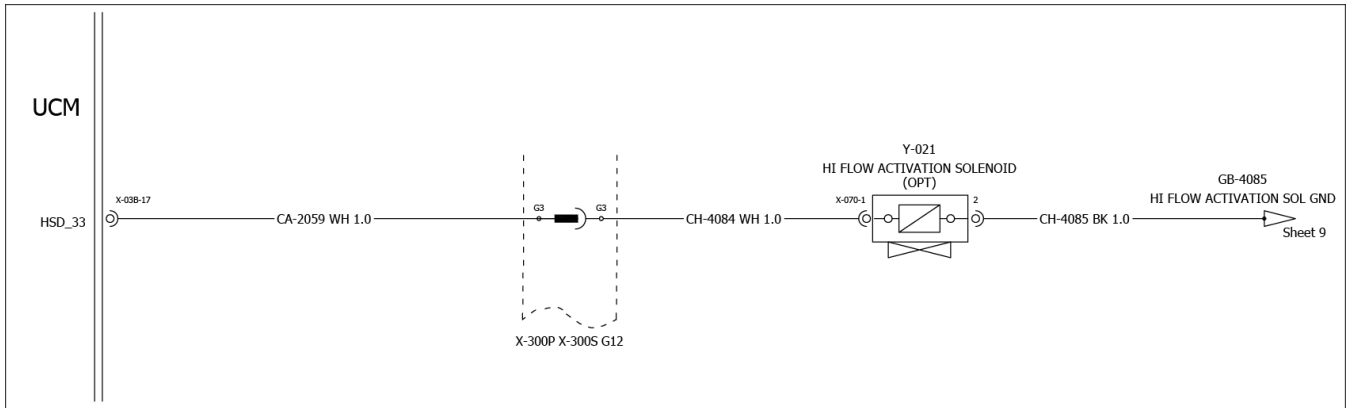 UCM
Y-021
HI FLOW ACTIVATION SOLENOID
(OPT)
GB-4085
HI FLOW ACTIVATION SOL GND
HSD_33
X-03B-17
CA-2059 WH 1.0
G3
G3
CH-4084 WH 1.0
X-070-1
2
CH-4085 BK 1.0
Sheet 9
X-300P X-300S G12